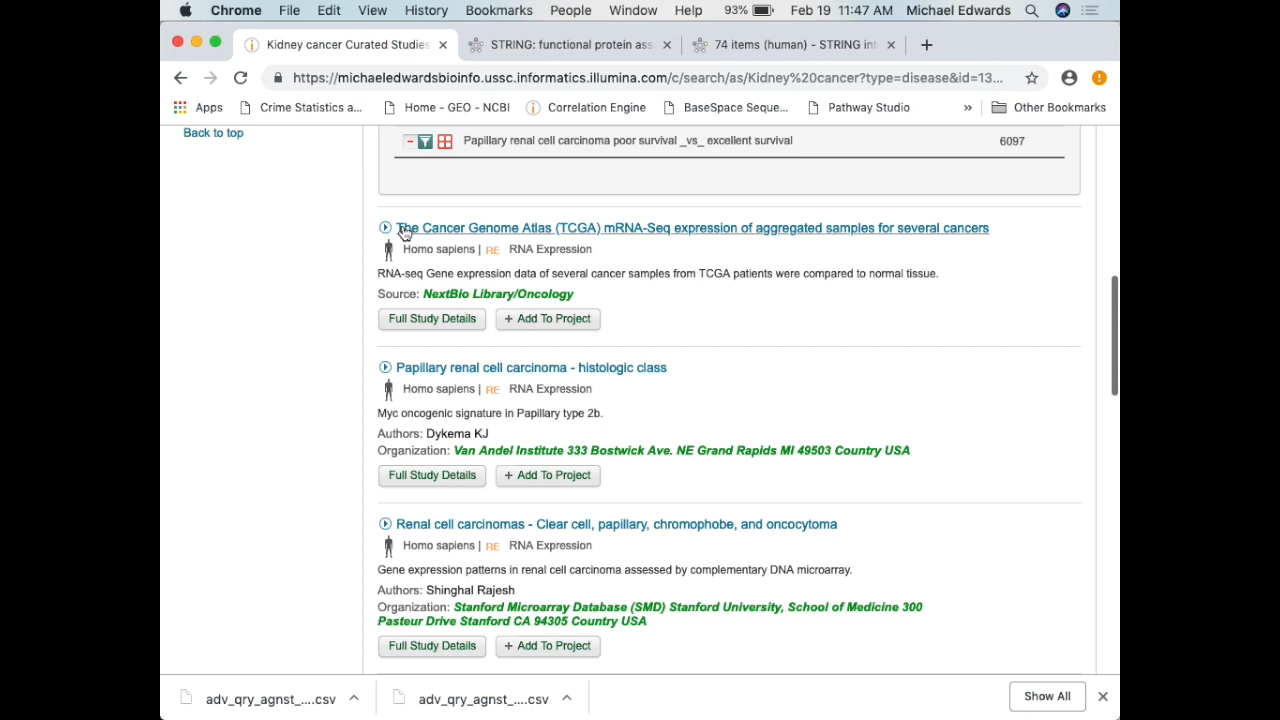 Chrome File Edit View History Bookmarks People Window Help 93% Feb 19 11:47 AM Michael Edwards
Kidney cancer Curated Studies STRING: functional protein ass 74 items (human) - STRING int
https://michaeledwardsbioinfo.ussc.informatics.illumina.com/c/search/as/Kidney%20cancer?type=disease&id=13...
Apps Crime Statistics a... Home - GEO - NCBI Correlation Engine BaseSpace Seque... Pathway Studio » Other Bookmarks
Back to top
Papillary renal cell carcinoma poor survival _vs_ excellent survival 6097
The Cancer Genome Atlas (TCGA) mRNA-Seq expression of aggregated samples for several cancers
Homo sapiens | RE RNA Expression
RNA-seq Gene expression data of several cancer samples from TCGA patients were compared to normal tissue.
Source: NextBio Library/Oncology
Full Study Details + Add To Project
Papillary renal cell carcinoma - histologic class
Homo sapiens | RE RNA Expression
Myc oncogenic signature in Papillary type 2b.
Authors: Dykema KJ
Organization: Van Andel Institute 333 Bostwick Ave. NE Grand Rapids MI 49503 Country USA
Full Study Details + Add To Project
Renal cell carcinomas - Clear cell, papillary, chromophobe, and oncocytoma
Homo sapiens | RE RNA Expression
Gene expression patterns in renal cell carcinoma assessed by complementary DNA microarray.
Authors: Shinghal Rajesh
Organization: Stanford Microarray Database (SMD) Stanford University, School of Medicine 300
Pasteur Drive Stanford CA 94305 Country USA
Full Study Details + Add To Project
adv_qry_agnst_....csv adv_qry_agnst_....csv Show All